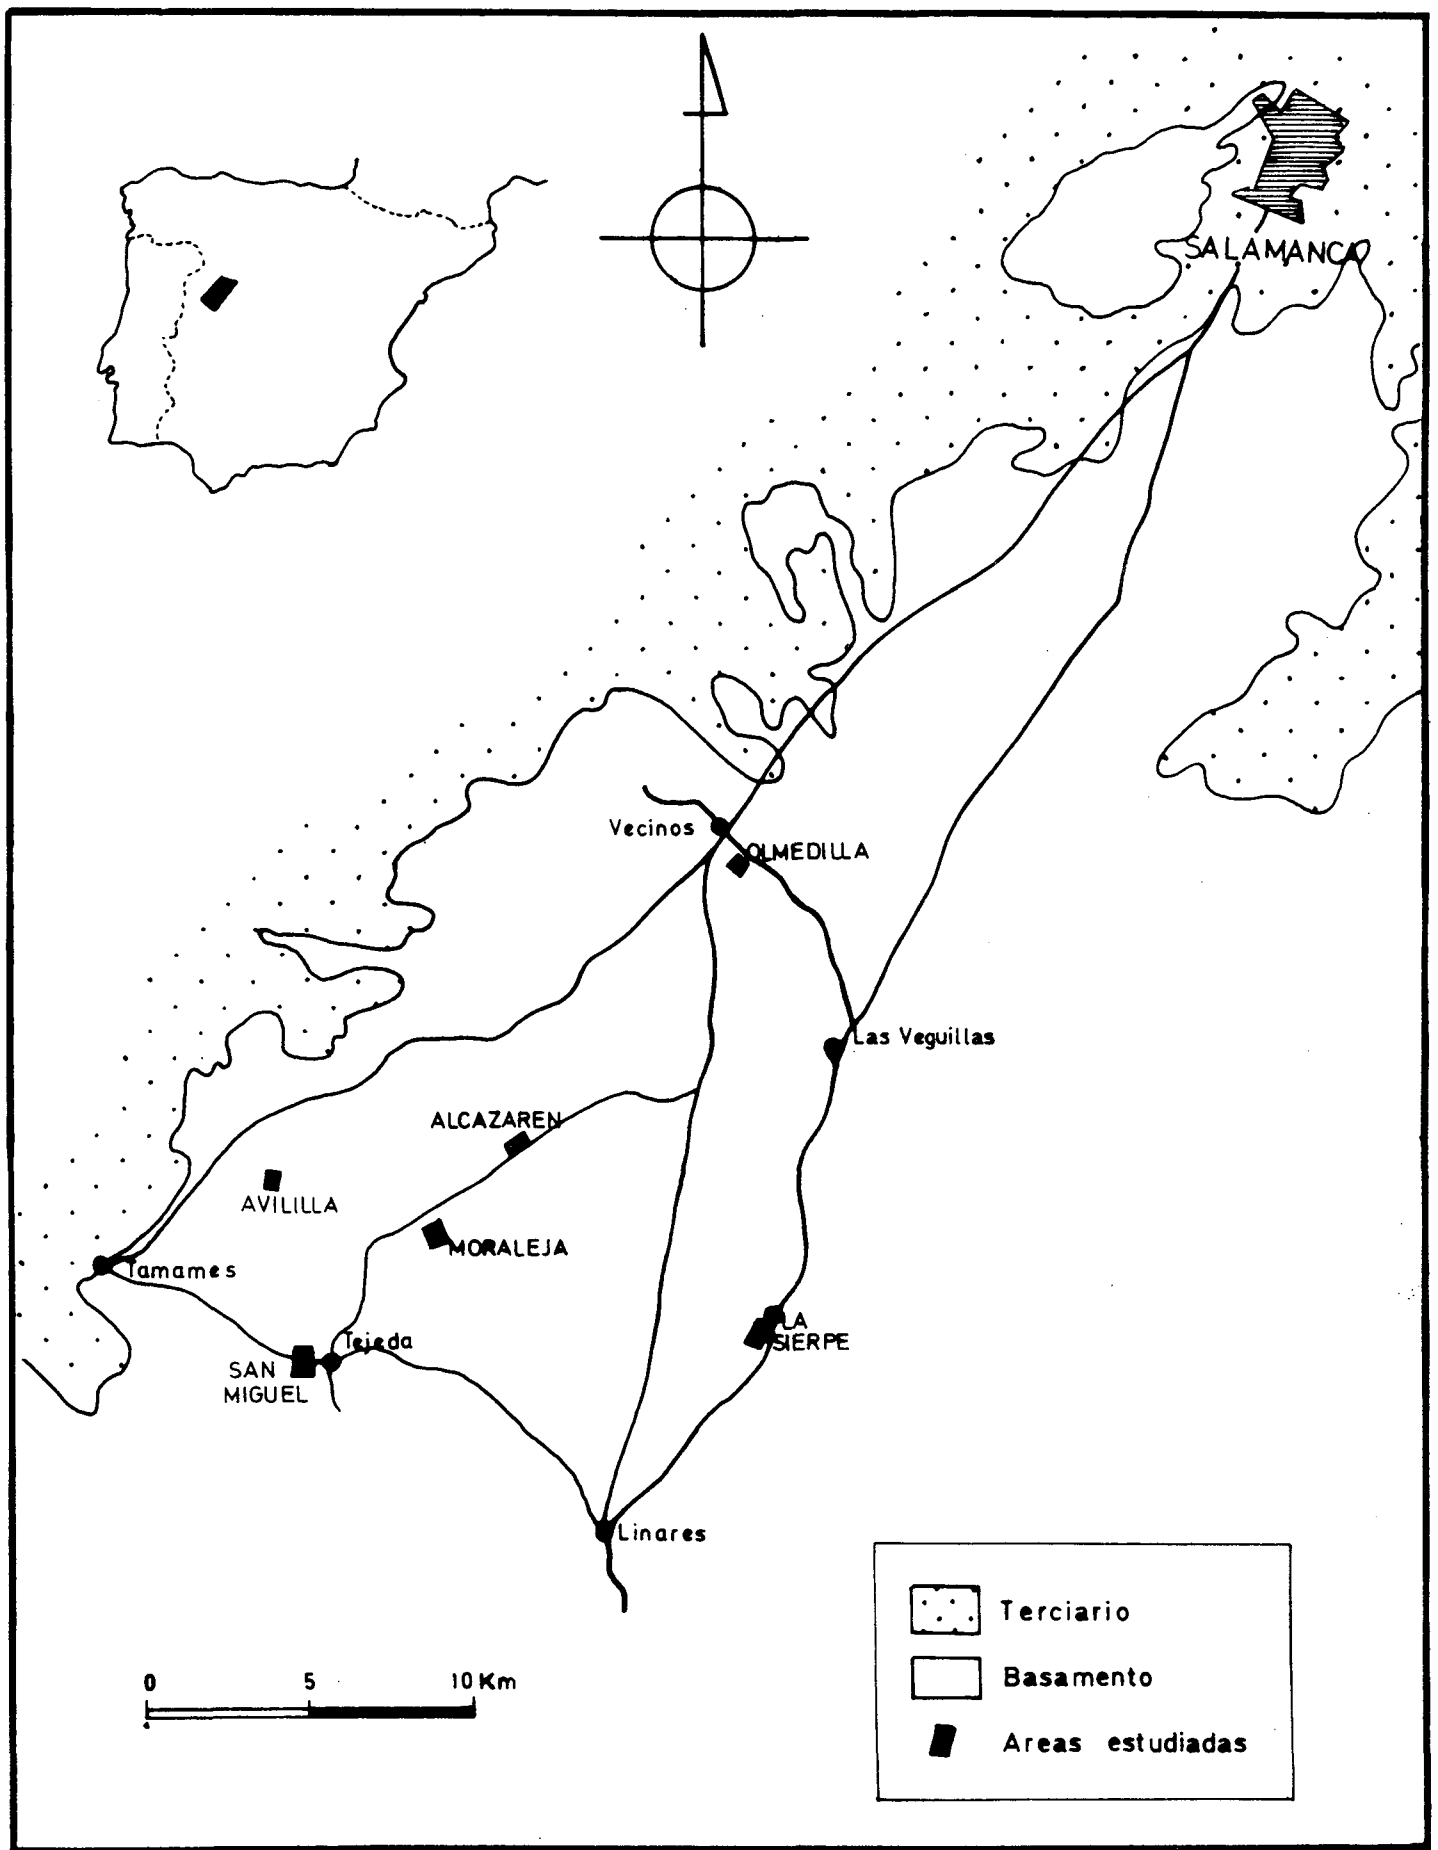 SALAMANCA
Vecinos
OLMEDILLA
Las Veguillas
ALCAZAREN
AVILILLA
MORALEJA
Tamames
LA
SIERPE
Tejeda
SAN
MIGUEL
Linares
0 5 10 Km
Terciario
Basamento
Areas estudiadas